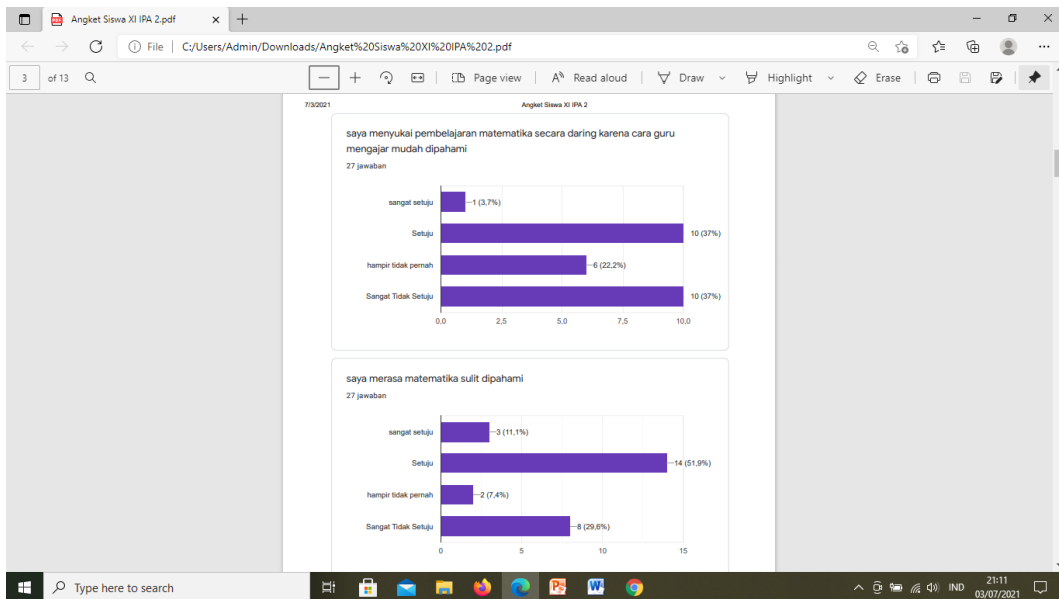 Angket Siswa XI IPA 2.pdf
File C:/Users/Admin/Downloads/Angket%20Siswa%20XI%20IPA%202.pdf
3 of 13 Page view Read aloud Draw Highlight Erase
7/3/2021 Angket Siswa XI IPA 2
saya menyukai pembelajaran matematika secara daring karena cara guru
mengajar mudah dipahami
27 jawaban
sangat setuju 1 (3,7%)
Setuju 10 (37%)
hampir tidak pernah 6 (22,2%)
Sangat Tidak Setuju 10 (37%)
0,0 2,5 5,0 7,5 10,0
saya merasa matematika sulit dipahami
27 jawaban
sangat setuju 3 (11,1%)
Setuju 14 (51,9%)
hampir tidak pernah 2 (7,4%)
Sangat Tidak Setuju 8 (29,6%)
0 5 10 15
Type here to search IND 21:11
03/07/2021